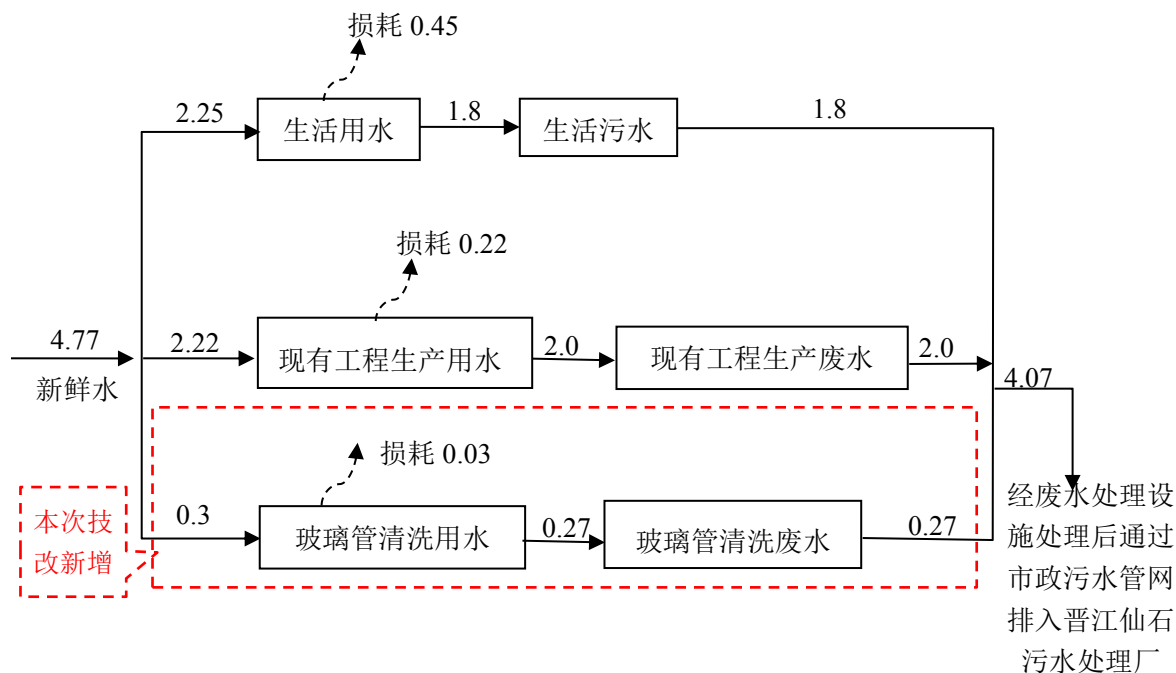 损耗 0.45
2.25
生活用水
1.8
生活污水
1.8
损耗 0.22
4.77
新鲜水
2.22
现有工程生产用水
2.0
现有工程生产废水
2.0
4.07
损耗 0.03
本次技
改新增
0.3
玻璃管清洗用水
0.27
玻璃管清洗废水
0.27
经废水处理设
施处理后通过
市政污水管网
排入晋江仙石
污水处理厂